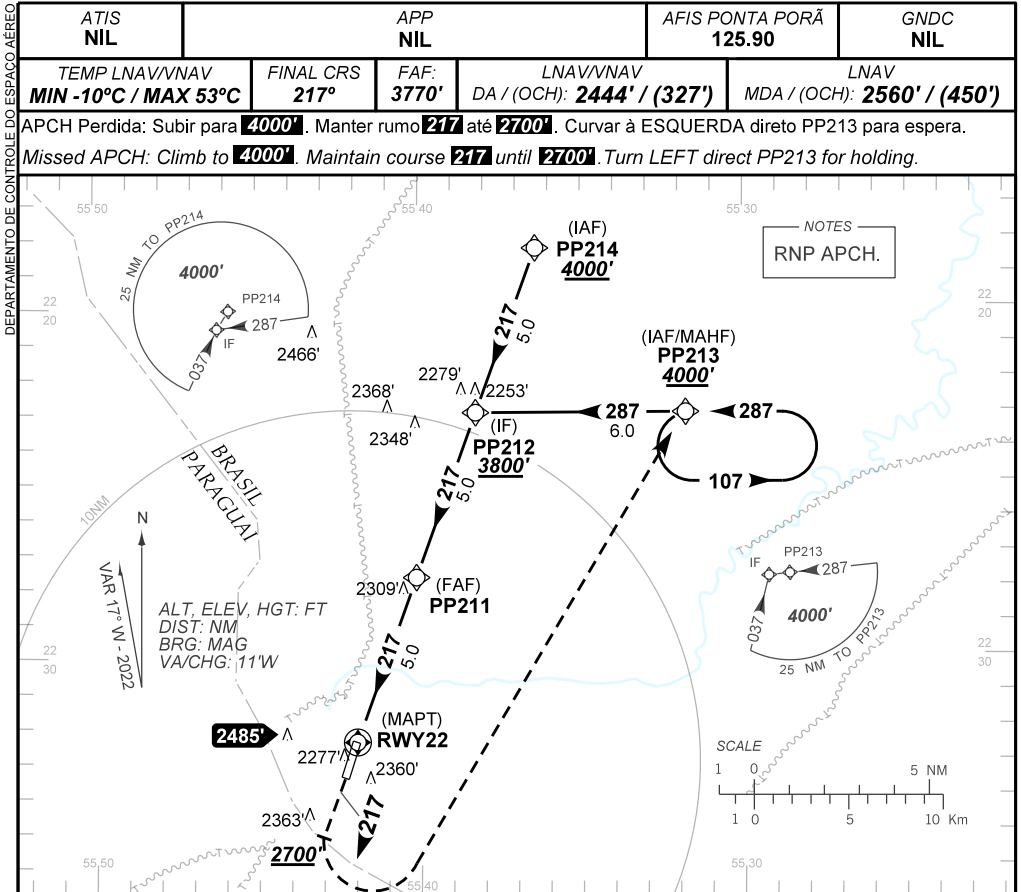 DEPARTAMENTO DE CONTROLE DO ESPAÇO AÉREO
ATIS
NIL
APP
NIL
AFIS PONTA PORÃ
125.90
GNDC
NIL
TEMP LNAV/VNAV
MIN -10ºC / MAX 53ºC
FINAL CRS
217º
FAF:
3770'
LNAV/VNAV
DA / (OCH): 2444' / (327')
LNAV
MDA / (OCH): 2560' / (450')
APCH Perdida: Subir para 4000'. Manter rumo 217 até 2700'. Curvar à ESQUERDA direto PP213 para espera.
Missed APCH: Climb to 4000'. Maintain course 217 until 2700'.Turn LEFT direct PP213 for holding.
55 50
55 40
55 30
25 NM TO PP214
4000'
PP214
IF
287
037
2466'
22
20
22
20
(IAF)
PP214
4000'
NOTES
RNP APCH.
217
5.0
(IAF/MAHF)
PP213
4000'
2279'
2253'
2368'
2348'
287
6.0
287
107
(IF)
PP212
3800'
BRASIL
PARAGUAI
10NM
217
5.0
N
VAR 17° W - 2022
ALT, ELEV, HGT: FT
DIST: NM
BRG: MAG
VA/CHG: 11'W
2309'
(FAF)
PP211
IF
PP213
287
037
4000'
25 NM TO PP213
22
30
22
30
217
5.0
2485'
(MAPT)
RWY22
2277'
2360'
2363'
217
2700'
SCALE
1 0 5 NM
1 0 5 10 Km
55 50
55 40
55 30